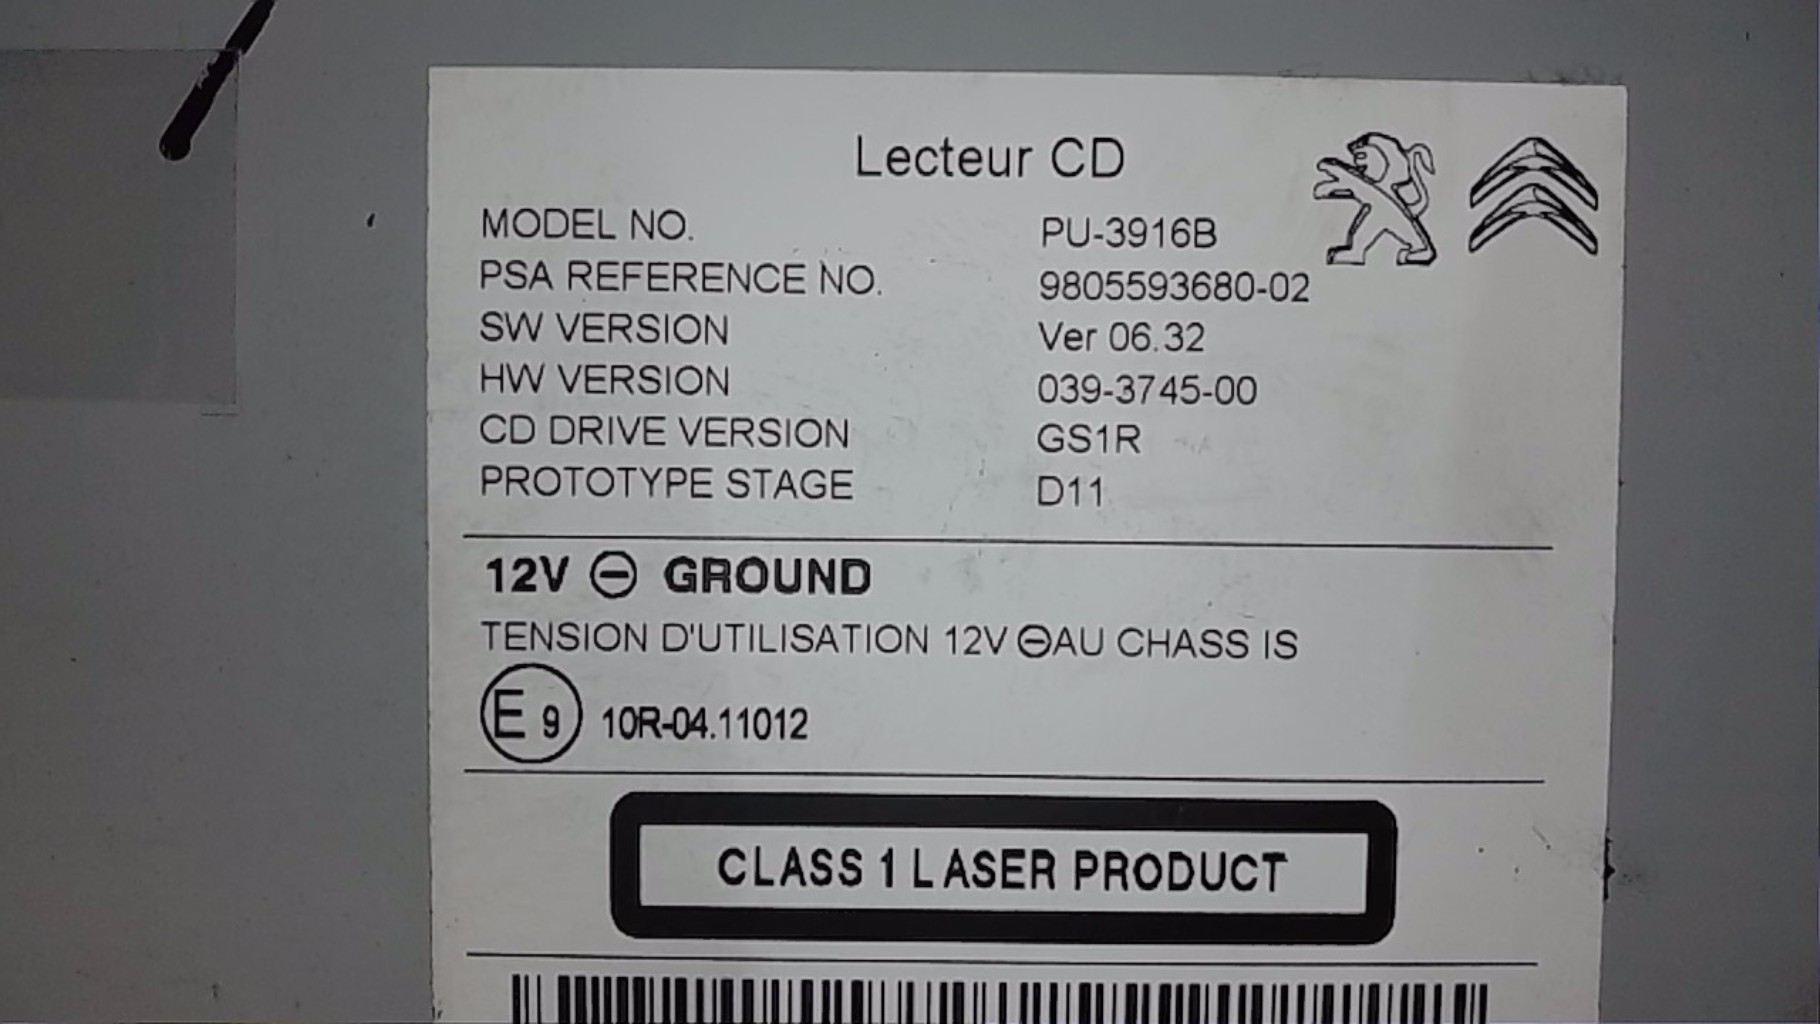 Lecteur CD
MODEL NO. PU-3916B
PSA REFERENCE NO. 9805593680-02
SW VERSION Ver 06.32
HW VERSION 039-3745-00
CD DRIVE VERSION GS1R
PROTOTYPE STAGE D11
12V ⊖ GROUND
TENSION D'UTILISATION 12V ⊖AU CHASS IS
E 9 10R-04.11012
CLASS 1 LASER PRODUCT